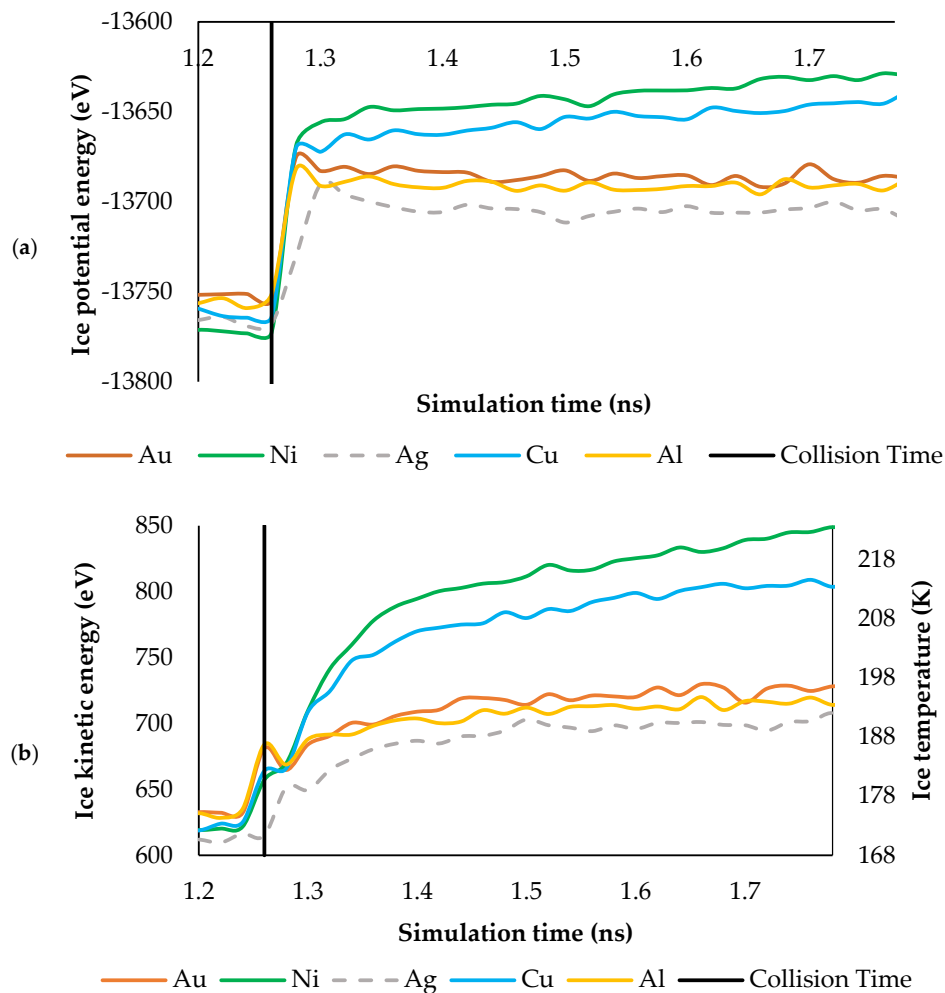 -13600
1.2 1.3 1.4 1.5 1.6 1.7
-13650
-13700
-13750
-13800
Ice potential energy (eV)
(a)
Simulation time (ns)
Au Ni Ag Cu Al Collision Time
850
800
750
700
650
600
Ice kinetic energy (eV)
(b)
218
208
198
188
178
168
Ice temperature (K)
1.2 1.3 1.4 1.5 1.6 1.7
Simulation time (ns)
Au Ni Ag Cu Al Collision Time